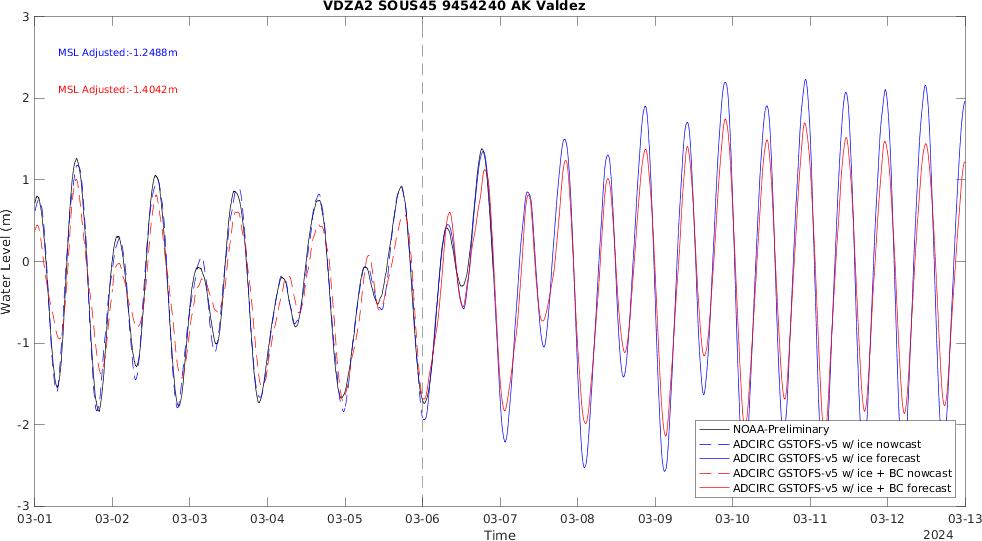 VDZA2 SOUS45 9454240 AK Valdez
MSL Adjusted:-1.2488m
MSL Adjusted:-1.4042m
Water Level (m)
3
2
1
0
-1
-2
-3
NOAA-Preliminary
ADCIRC GSTOFS-v5 w/ ice nowcast
ADCIRC GSTOFS-v5 w/ ice forecast
ADCIRC GSTOFS-v5 w/ ice + BC nowcast
ADCIRC GSTOFS-v5 w/ ice + BC forecast
03-01 03-02 03-03 03-04 03-05 03-06 03-07 03-08 03-09 03-10 03-11 03-12 03-13
Time
2024